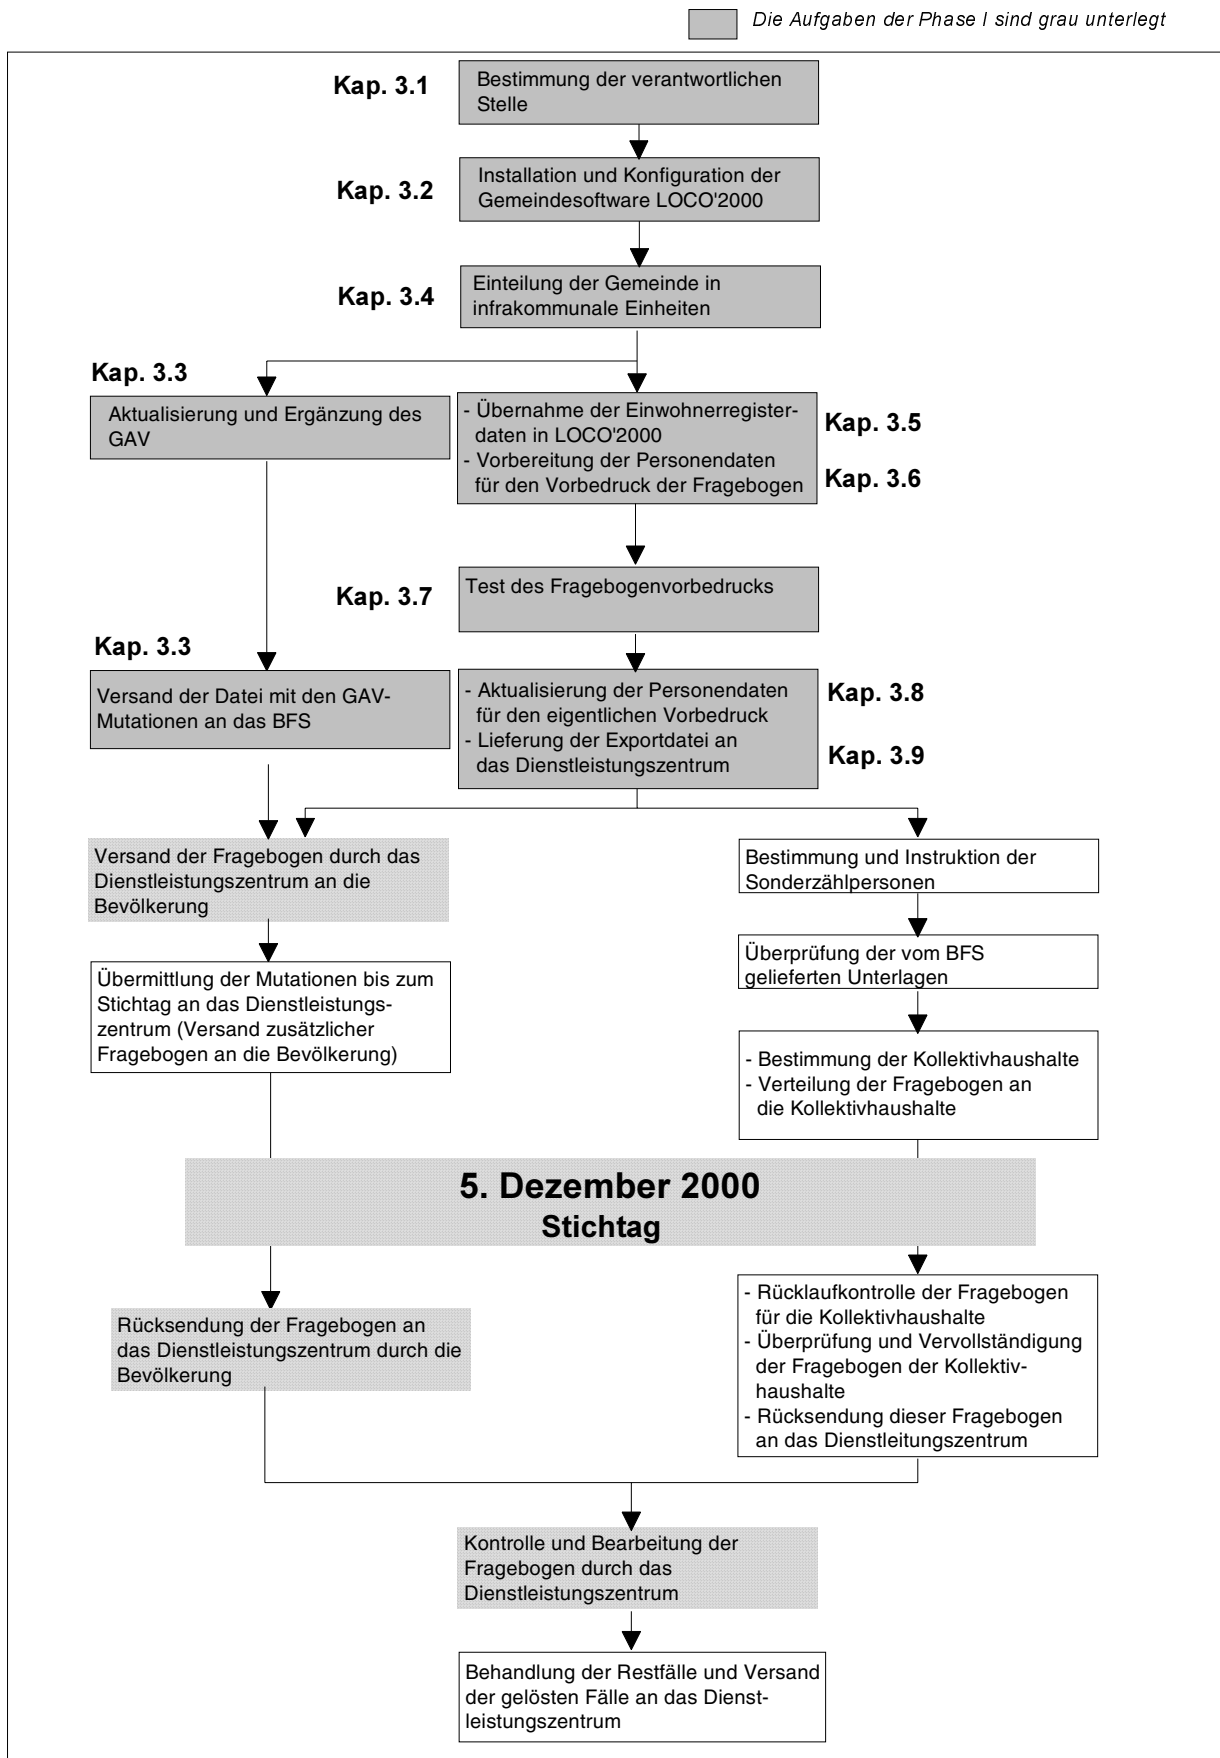 Die Aufgaben der Phase I sind grau unterlegt
Kap. 3.1
Bestimmung der verantwortlichen
Stelle
Kap. 3.2
Installation und Konfiguration der
Gemeindesoftware LOCO'2000
Kap. 3.4
Einteilung der Gemeinde in
infrakommunale Einheiten
Kap. 3.3
Aktualisierung und Ergänzung des
GAV
- Übernahme der Einwohnerregister-
daten in LOCO'2000
- Vorbereitung der Personendaten
für den Vorbedruck der Fragebogen
Kap. 3.5
Kap. 3.6
Kap. 3.7
Test des Fragebogenvorbedrucks
Kap. 3.3
Versand der Datei mit den GAV-
Mutationen an das BFS
- Aktualisierung der Personendaten
für den eigentlichen Vorbedruck
- Lieferung der Exportdatei an
das Dienstleistungszentrum
Kap. 3.8
Kap. 3.9
Versand der Fragebogen durch das
Dienstleistungszentrum an die
Bevölkerung
Bestimmung und Instruktion der
Sonderzählpersonen
Übermittlung der Mutationen bis zum
Stichtag an das Dienstleistungs-
zentrum (Versand zusätzlicher
Fragebogen an die Bevölkerung)
Überprüfung der vom BFS
gelieferten Unterlagen
- Bestimmung der Kollektivhaushalte
- Verteilung der Fragebogen an
die Kollektivhaushalte
5. Dezember 2000
Stichtag
Rücksendung der Fragebogen an
das Dienstleistungszentrum durch die
Bevölkerung
- Rücklaufkontrolle der Fragebogen
für die Kollektivhaushalte
- Überprüfung und Vervollständigung
der Fragebogen der Kollektiv-
haushalte
- Rücksendung dieser Fragebogen
an das Dienstleitungszentrum
Kontrolle und Bearbeitung der
Fragebogen durch das
Dienstleistungszentrum
Behandlung der Restfälle und Versand
der gelösten Fälle an das Dienst-
leistungszentrum